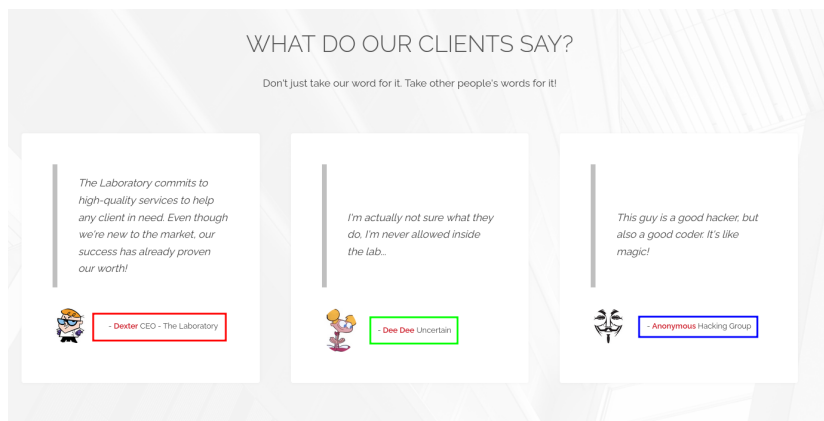 WHAT DO OUR CLIENTS SAY?
Don't just take our word for it. Take other people's words for it!
The Laboratory commits to
high-quality services to help
any client in need. Even though
we're new to the market, our
success has already proven
our worth!
- Dexter CEO - The Laboratory
I'm actually not sure what they
do, I'm never allowed inside
the lab...
- Dee Dee Uncertain
This guy is a good hacker, but
also a good coder. It's like
magic!
- Anonymous Hacking Group